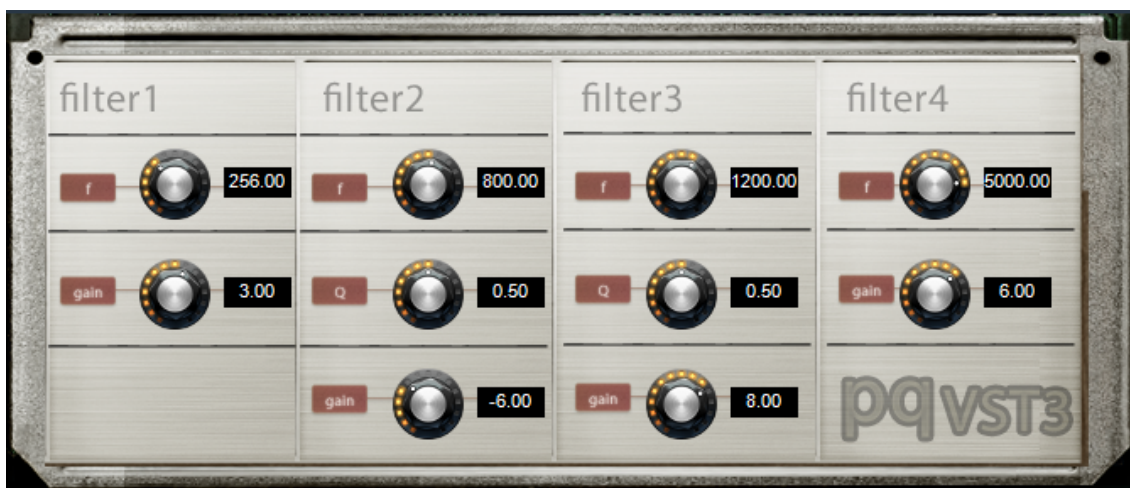 filter1 filter2 filter3 filter4
f 256.00 f 800.00 f 1200.00 f 5000.00
gain 3.00 Q 0.50 Q 0.50 gain 6.00
gain -6.00 gain 8.00
pq VST3